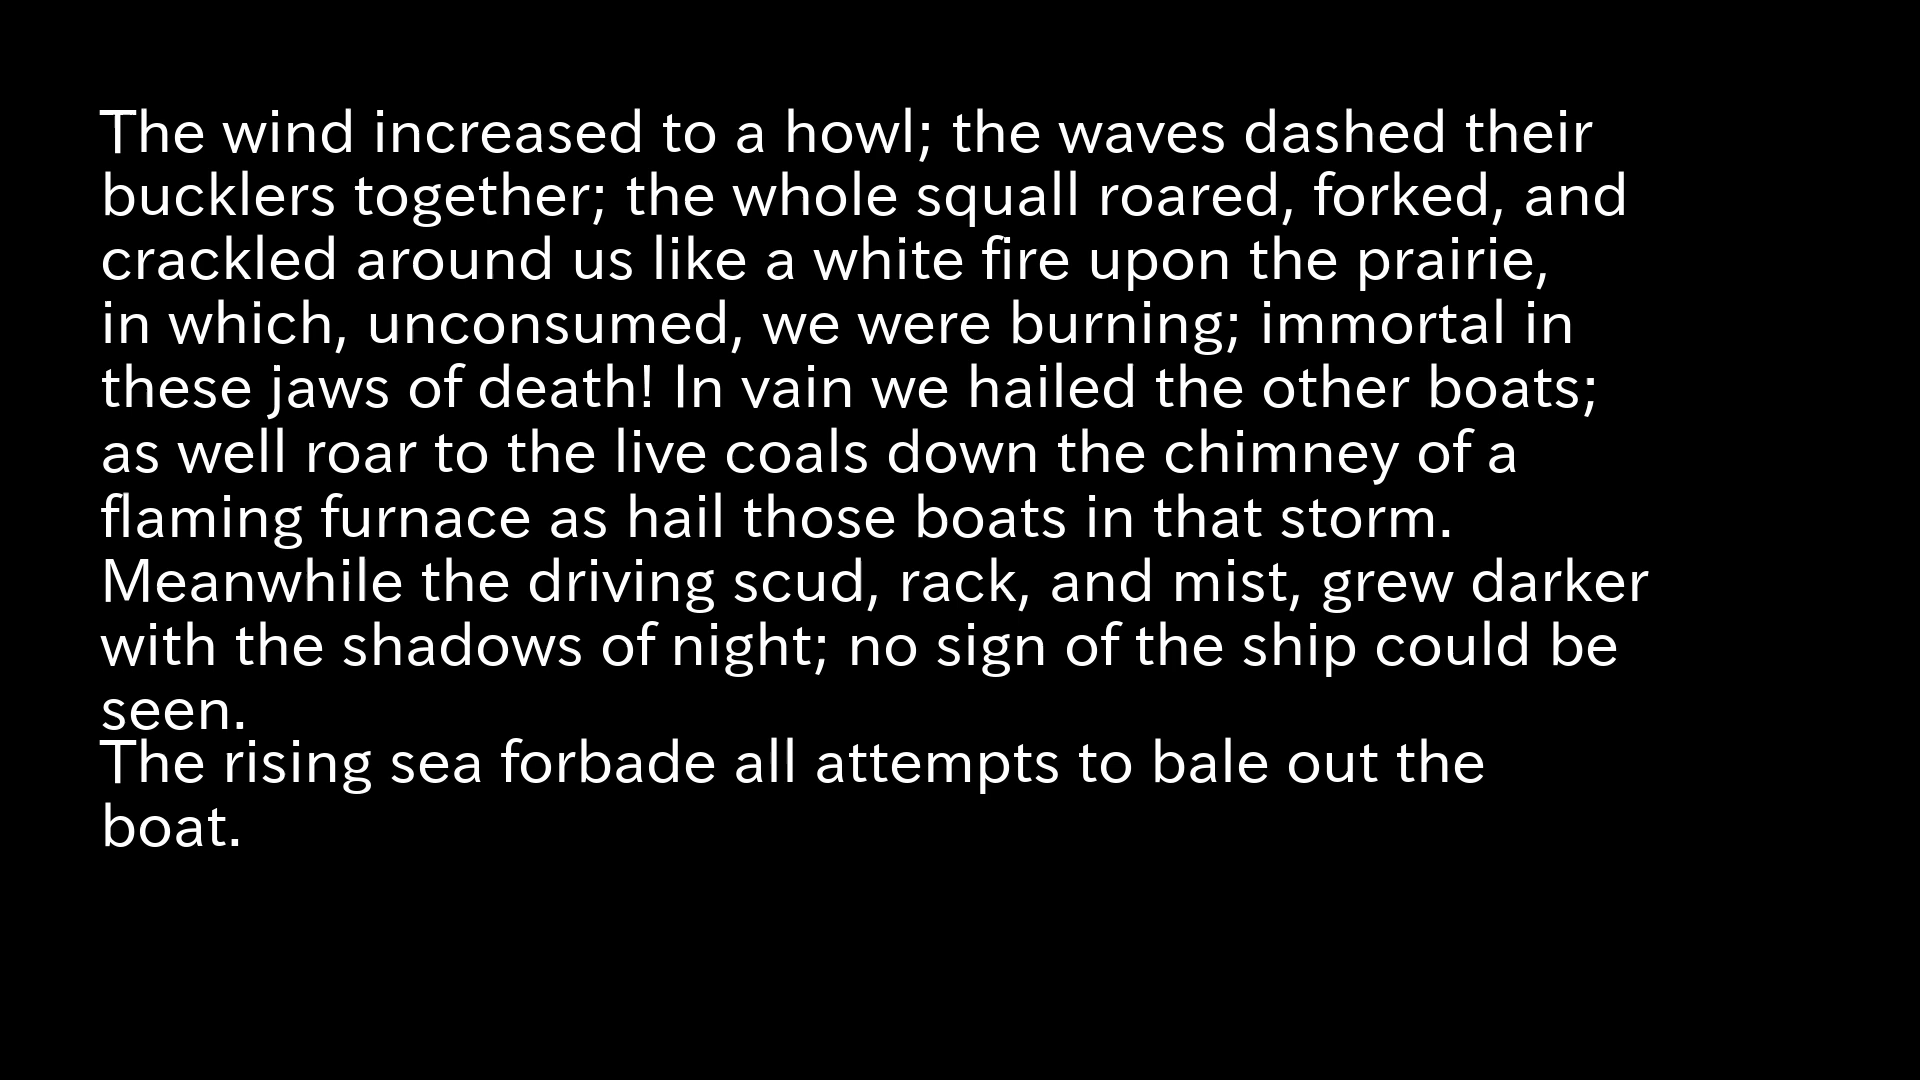 The wind increased to a howl; the waves dashed their
bucklers together; the whole squall roared, forked, and
crackled around us like a white fire upon the prairie,
in which, unconsumed, we were burning; immortal in
these jaws of death! In vain we hailed the other boats;
as well roar to the live coals down the chimney of a
flaming furnace as hail those boats in that storm.
Meanwhile the driving scud, rack, and mist, grew darker
with the shadows of night; no sign of the ship could be
seen.
The rising sea forbade all attempts to bale out the
boat.